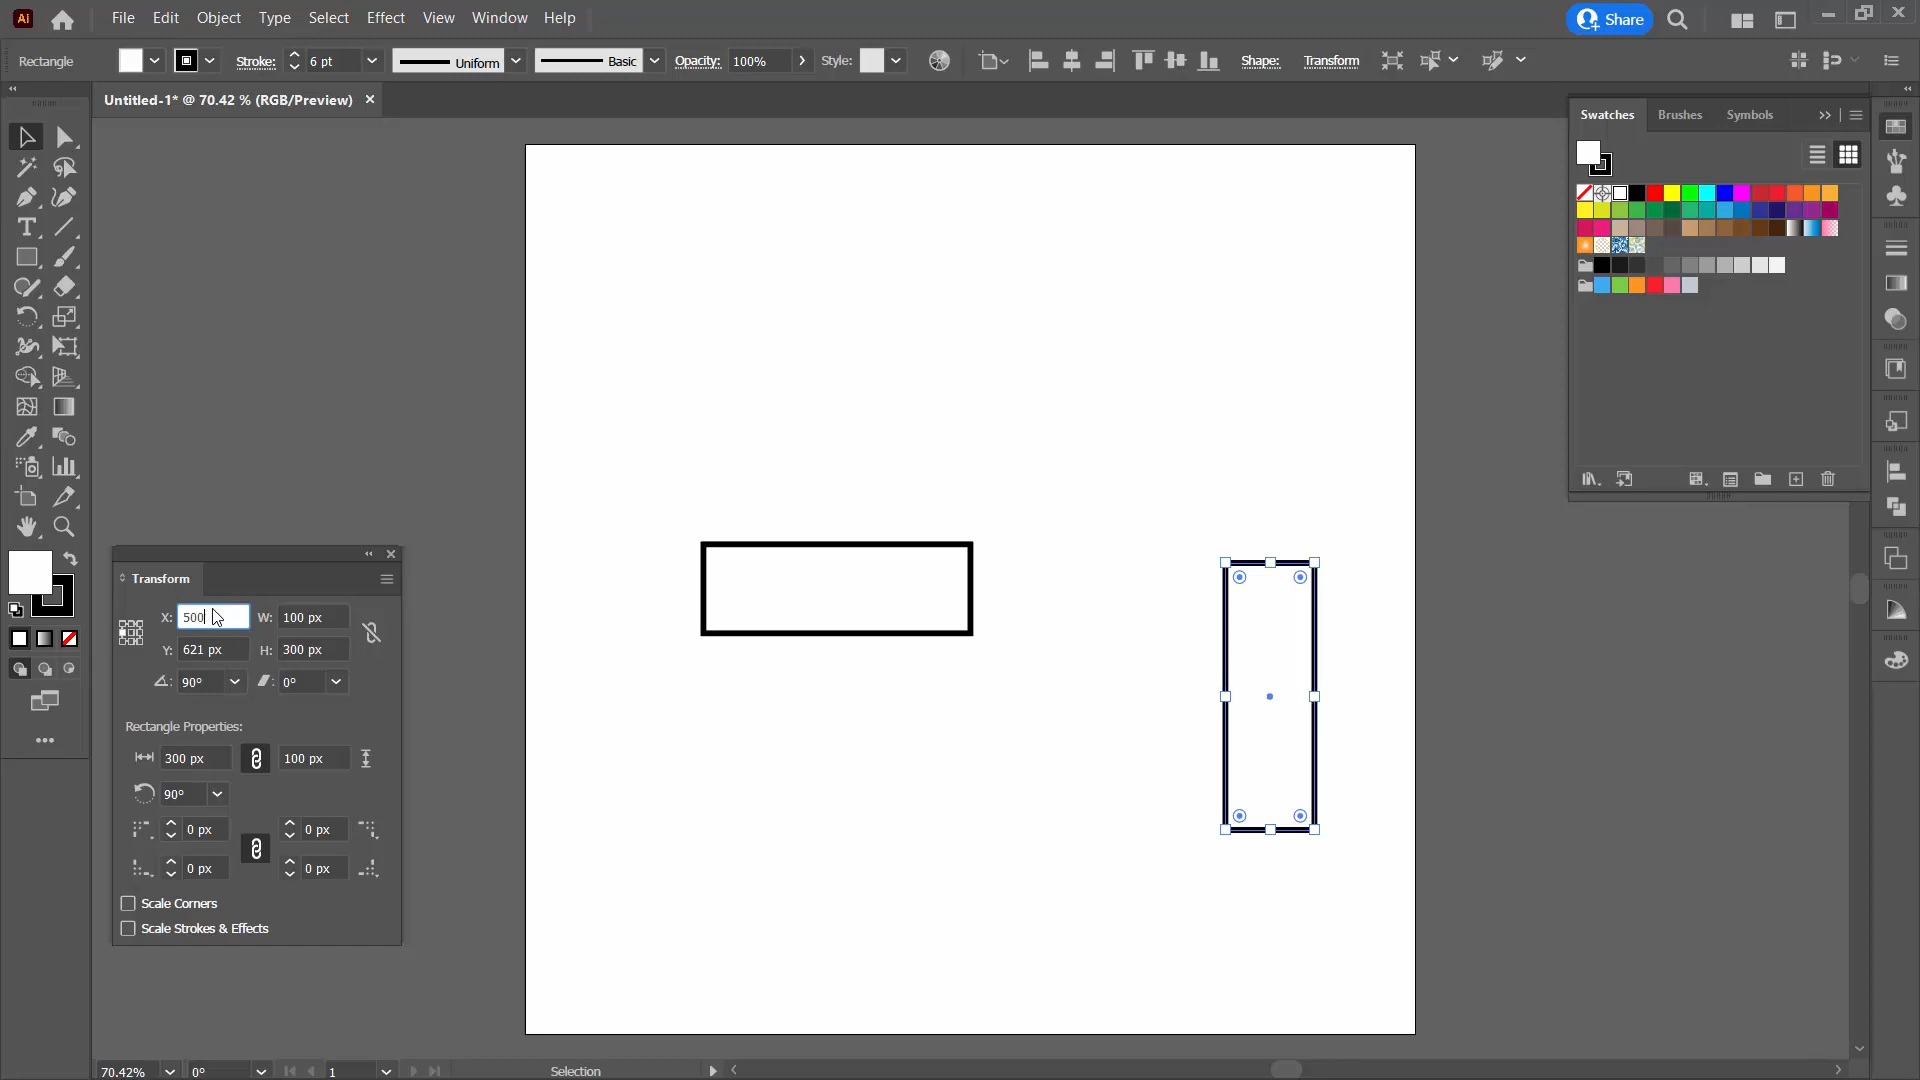 Ai File Edit Object Type Select Effect View Window Help Share
Rectangle Stroke: 6 pt Uniform Basic Opacity: 100% Style: Shape: Transform
Untitled-1* @ 70.42 % (RGB/Preview)
Swatches Brushes Symbols
Transform
X: 500 W: 100 px
Y: 621 px H: 300 px
90° 0°
Rectangle Properties:
300 px 100 px
90°
0 px 0 px
0 px 0 px
Scale Corners
Scale Strokes & Effects
70.42% 0° 1 Selection